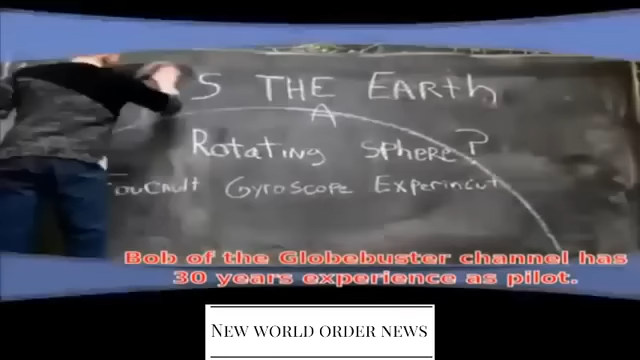 S THE EARth
A
Rotating sphere?
Foucault Gyroscope Experiment
Bob of the Globebuster channel has
30 years experience as pilot.
NEW WORLD ORDER NEWS